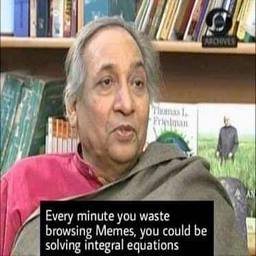 ARCHIVES
Thomas L.
Friedman
Every minute you waste
browsing Memes, you could be
solving integral equations